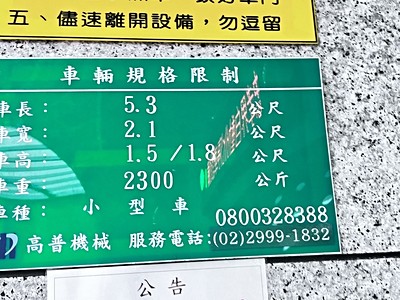 五、儘速離開設備，勿逗留
車輛規格限制
車長： 5.3 公尺
車寬： 2.1 公尺
車高： 1.5 /1.8 公尺
車重： 2300 公斤
車種： 小 型 車 0800328388
高普機械 服務電話:(02)2999-1832
公告